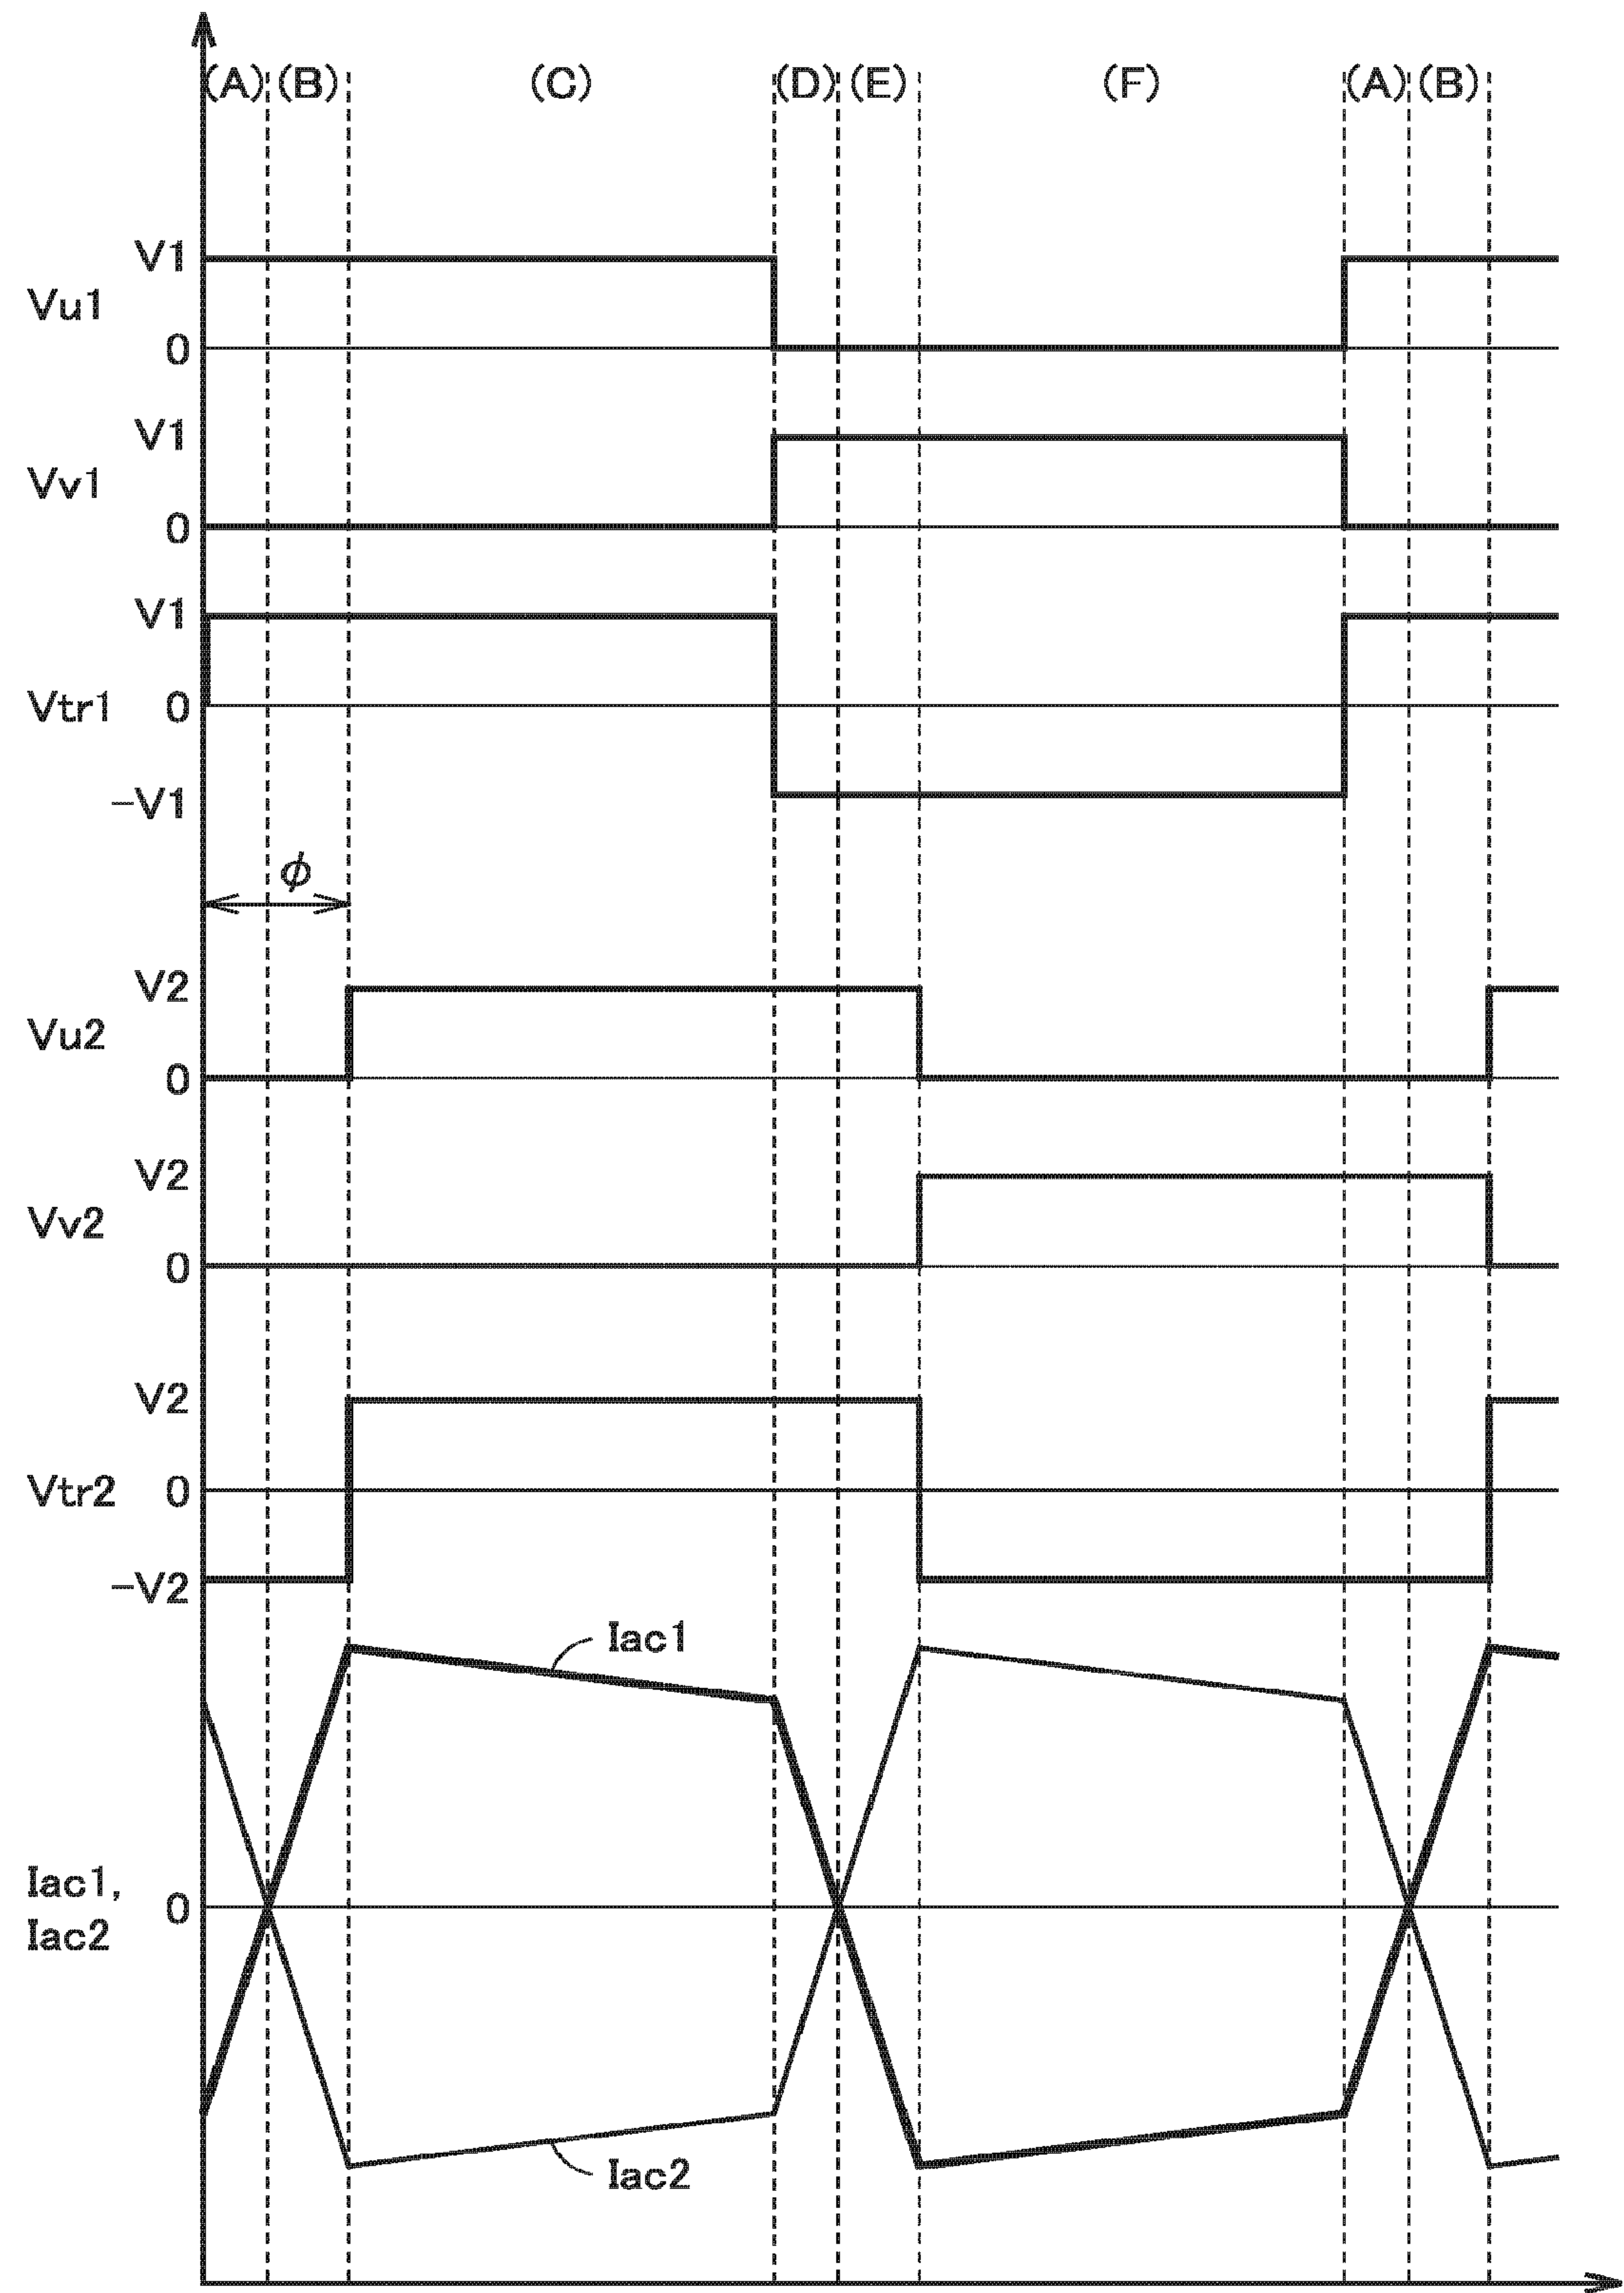 (A) (B) (C) (D) (E) (F) (A) (B)
V1
Vu1
0
V1
Vv1
0
V1
Vtr1 0
−V1
φ
V2
Vu2
0
V2
Vv2
0
V2
Vtr2 0
−V2
Iac1
Iac1,
0
Iac2
Iac2